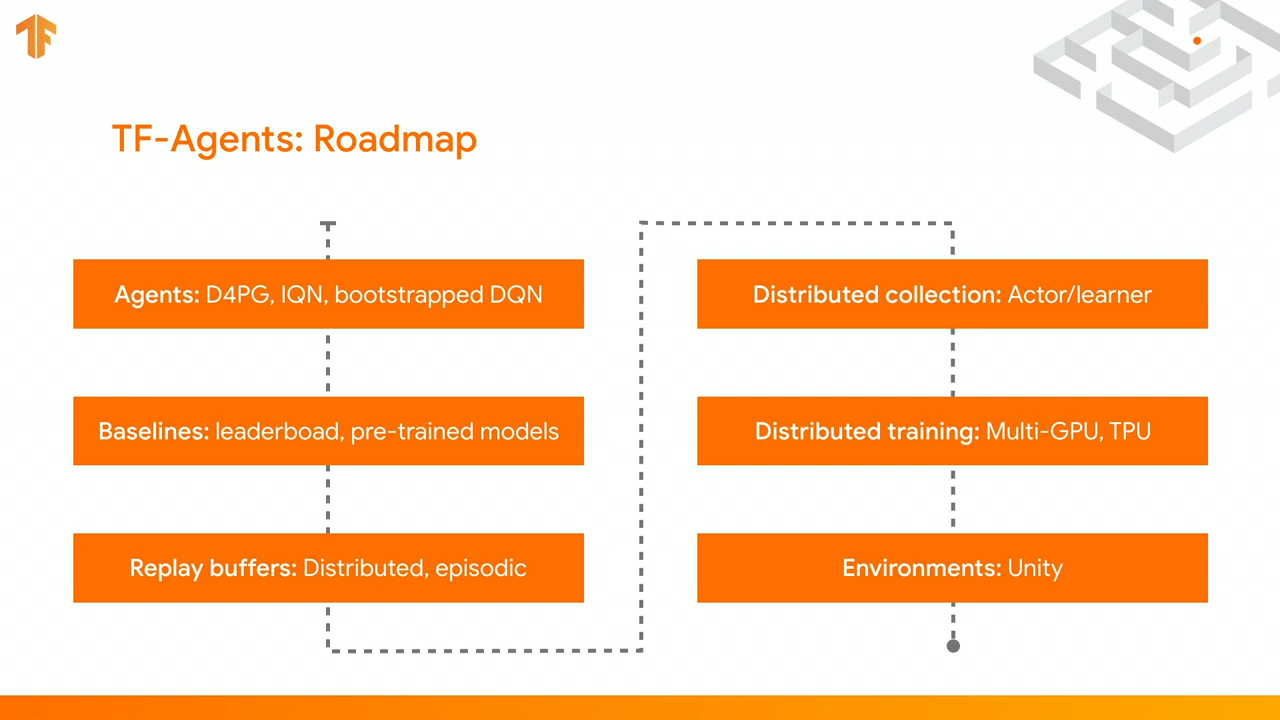 TF-Agents: Roadmap
Agents: D4PG, IQN, bootstrapped DQN
Baselines: leaderboad, pre-trained models
Replay buffers: Distributed, episodic
Distributed collection: Actor/learner
Distributed training: Multi-GPU, TPU
Environments: Unity